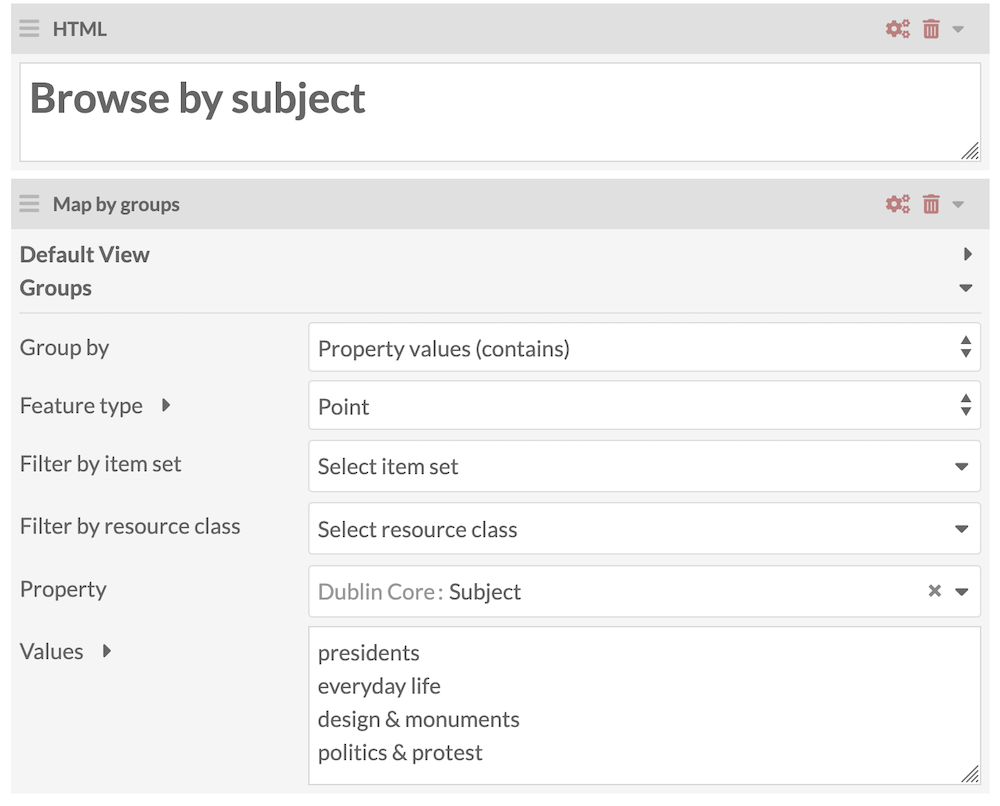 HTML
Browse by subject
Map by groups
Default View
Groups
Group by Property values (contains)
Feature type Point
Filter by item set Select item set
Filter by resource class Select resource class
Property Dublin Core: Subject
Values presidents
everyday life
design & monuments
politics & protest